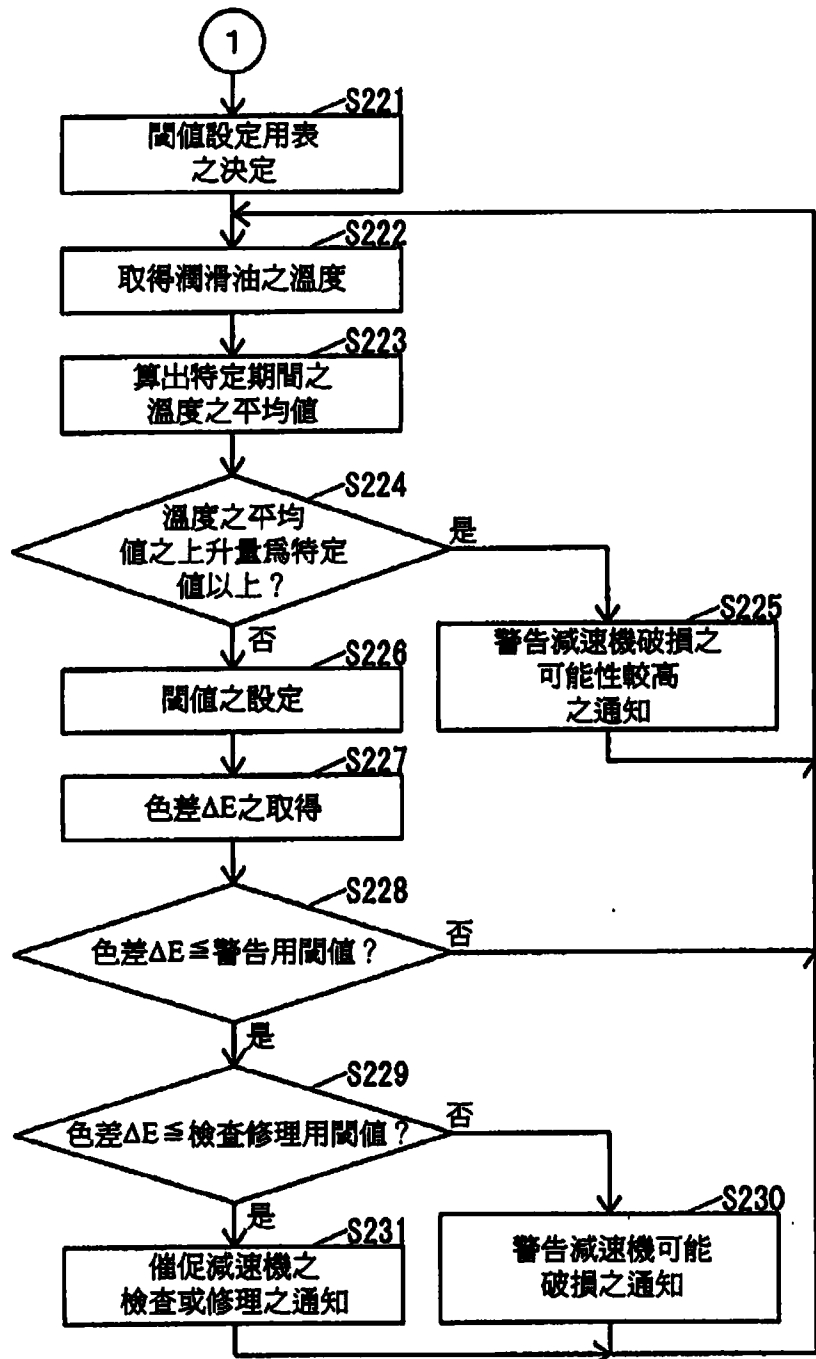 1
S221
閾值設定用表
之決定
S222
取得潤滑油之溫度
S223
算出特定期間之
溫度之平均值
S224
溫度之平均
值之上升量爲特定
值以上?
是
否
S225
警告減速機破損之
可能性較高
之通知
S226
閾值之設定
S227
色差ΔE之取得
S228
色差ΔE≦警告用閾值?
否
是
S229
色差ΔE≦檢查修理用閾值?
否
是
S230
警告減速機可能
破損之通知
S231
催促減速機之
檢查或修理之通知